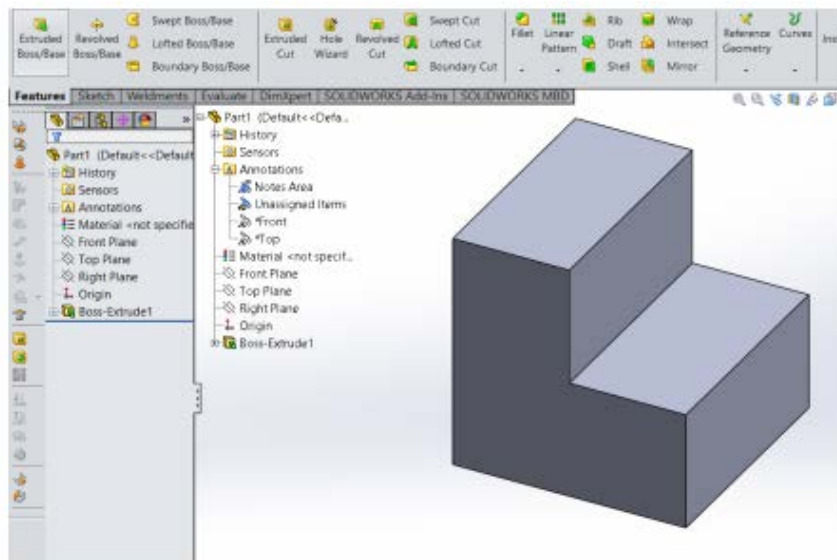 Extruded Boss/Base
Revolved Boss/Base
Swept Boss/Base
Lofted Boss/Base
Boundary Boss/Base
Extruded Cut
Hole Wizard
Revolved Cut
Swept Cut
Lofted Cut
Boundary Cut
Fillet
Linear Pattern
Rib
Draft
Shell
Wrap
Intersect
Mirror
Reference Geometry
Curves
Features
Sketch
Weldments
Evaluate
DimXpert
SOLIDWORKS Add-Ins
SOLIDWORKS MBD
Part1 (Default<<Default
History
Sensors
Annotations
Material <not specifie
Front Plane
Top Plane
Right Plane
Origin
Boss-Extrude1
Part1 (Default<<Defa...
History
Sensors
Annotations
Notes Area
Unassigned Items
*Front
*Top
Material <not specif...
Front Plane
Top Plane
Right Plane
Origin
Boss-Extrude1